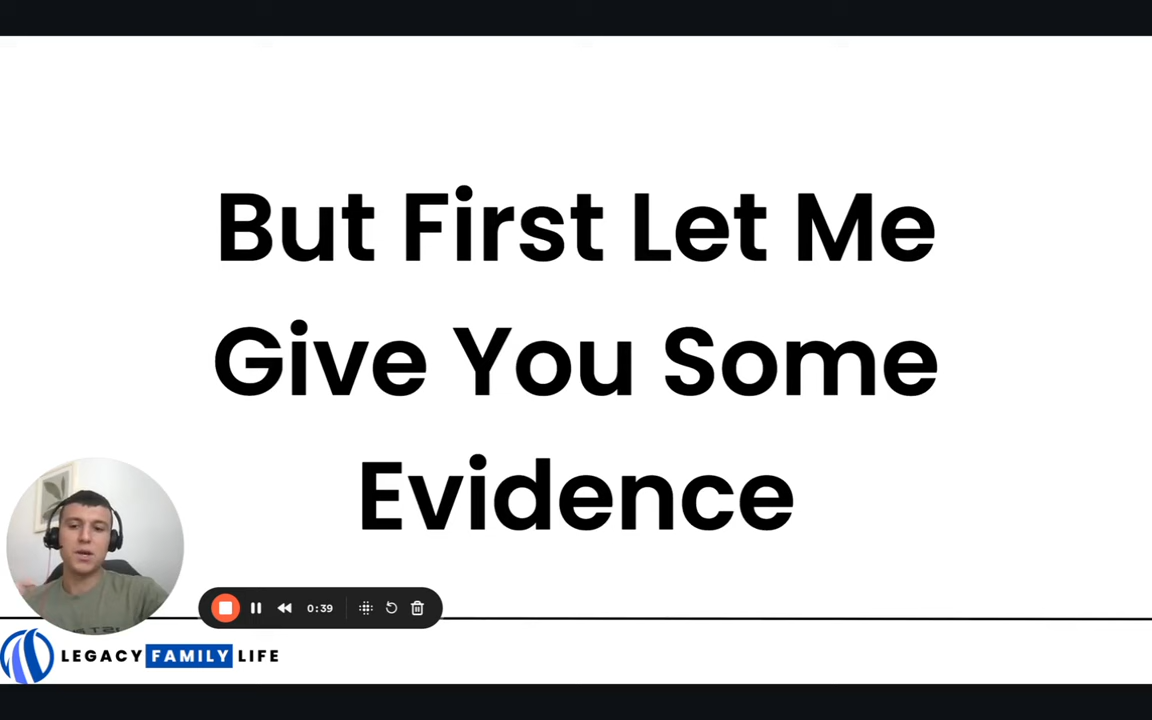 But First Let Me
Give You Some
Evidence
0:39
LEGACY FAMILY LIFE